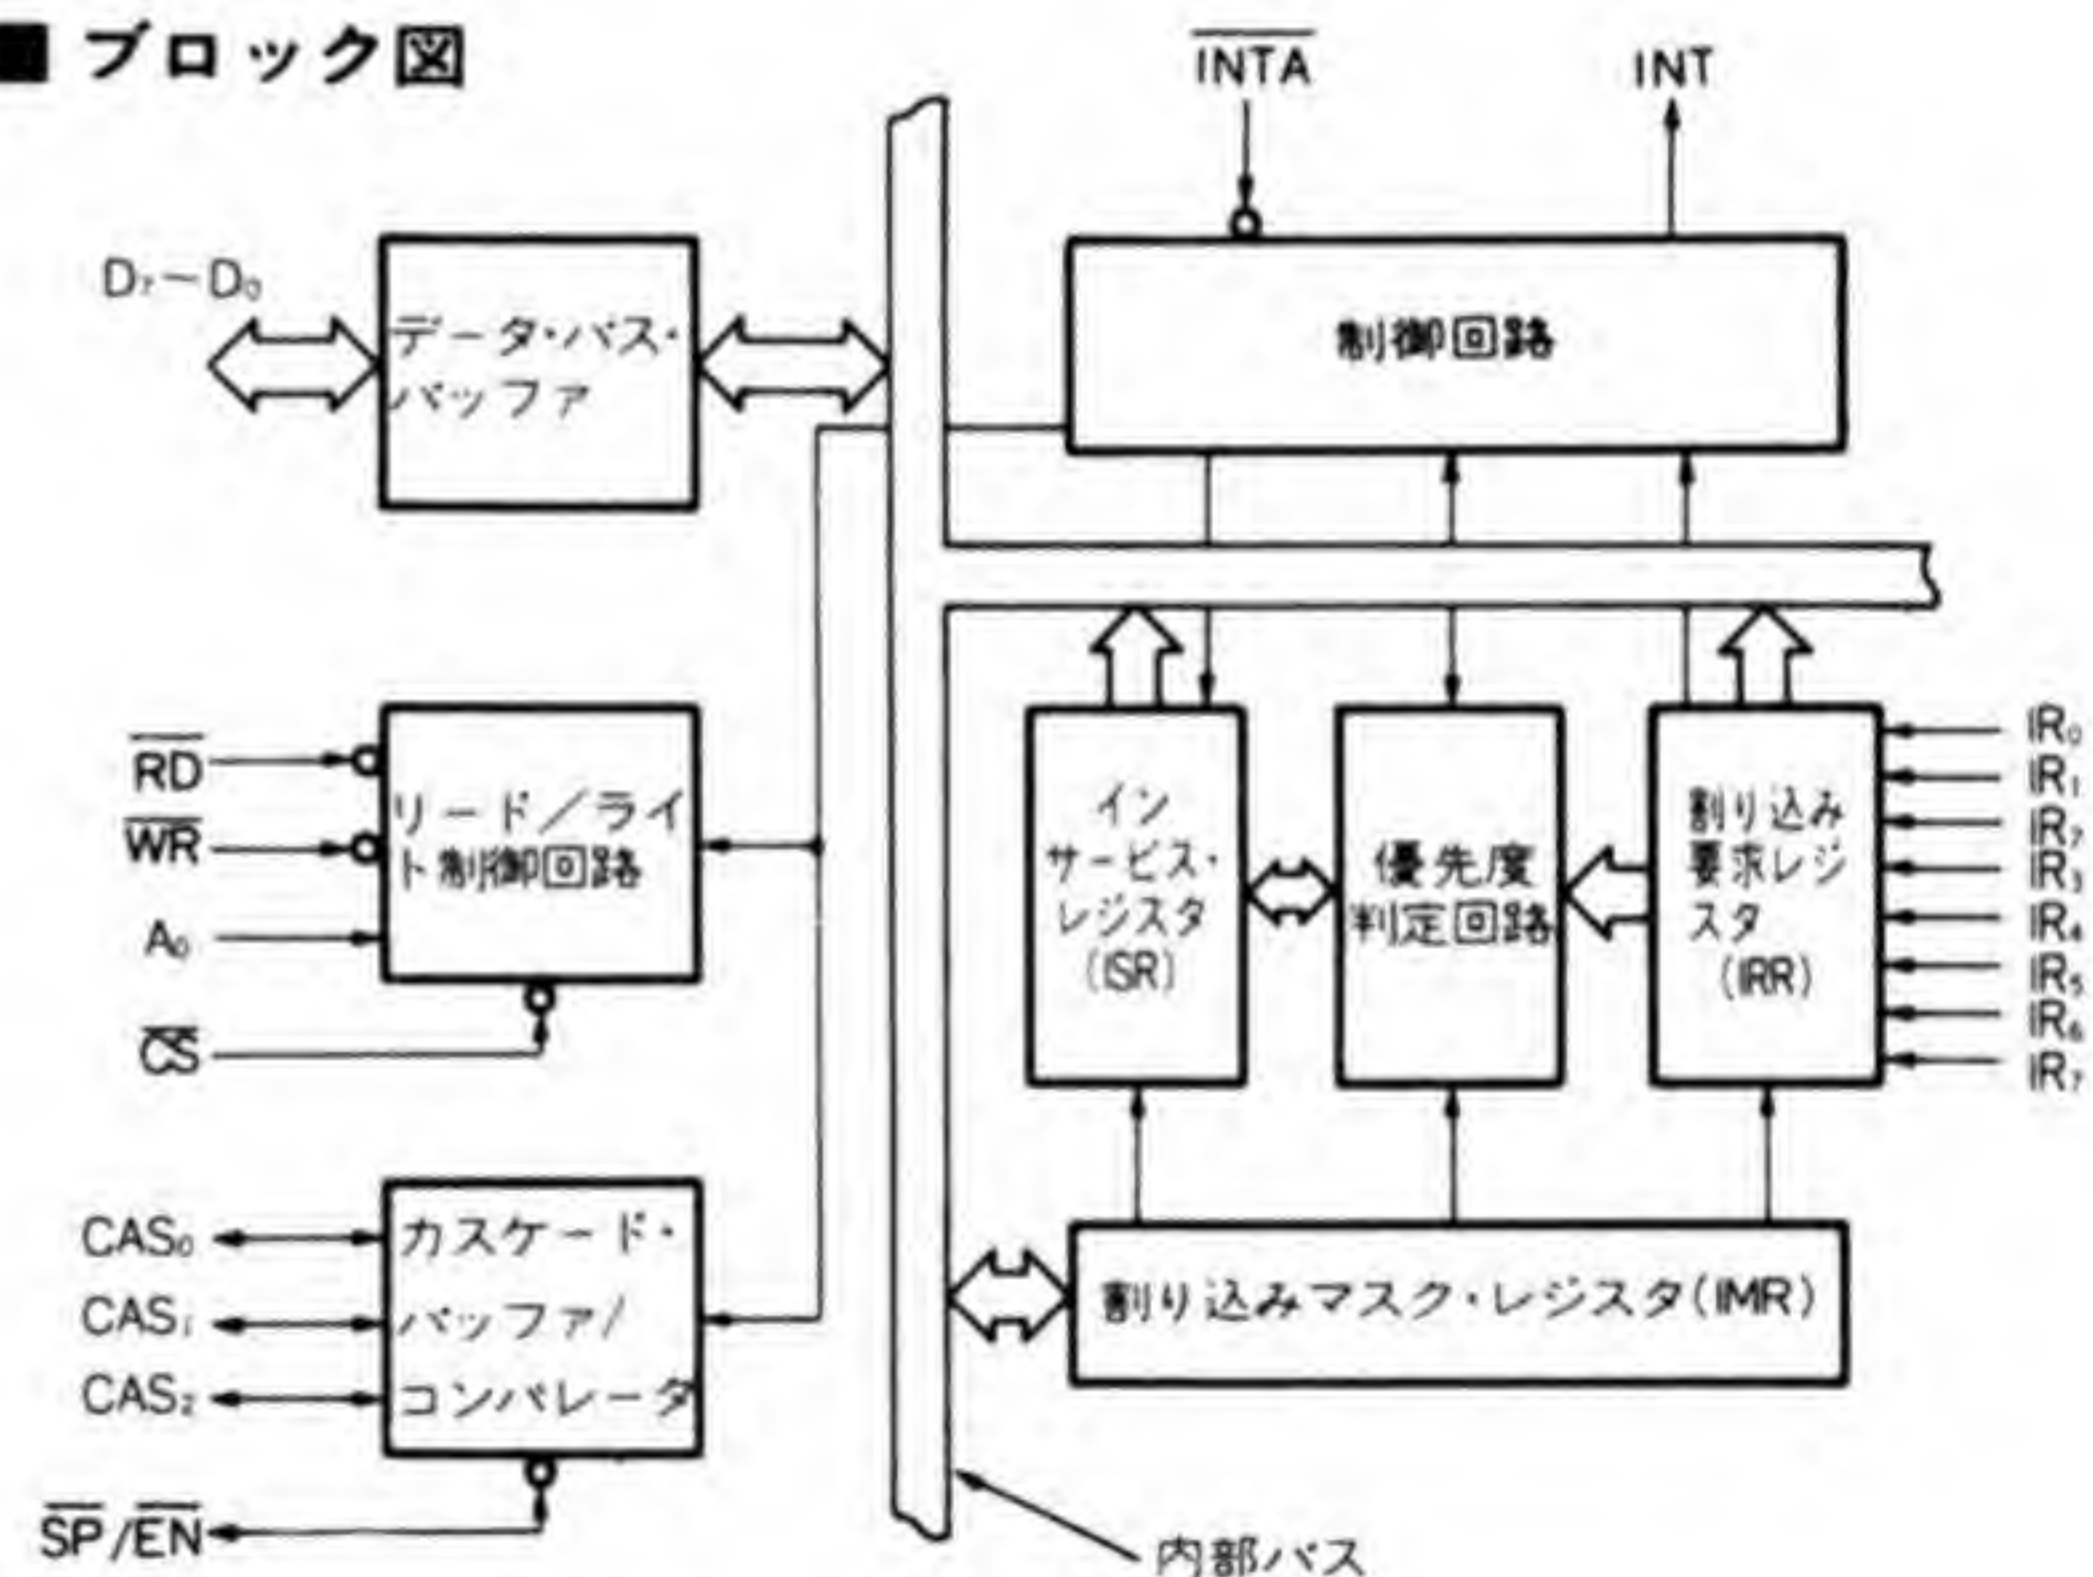 ■ ブロック図
INTA
INT
D₇-D₀
データ・バス・
バッファ
制御回路
RD
WR
A₀
CS
リード/ライ
ト制御回路
イン
サービス・
レジスタ
(ISR)
優先度
判定回路
割り込み
要求レジ
スタ
(IRR)
IR₀
IR₁
IR₂
IR₃
IR₄
IR₅
IR₆
IR₇
CAS₀
CAS₁
CAS₂
SP/EN
カスケード・
バッファ/
コンパレータ
割り込みマスク・レジスタ(IMR)
内部バス